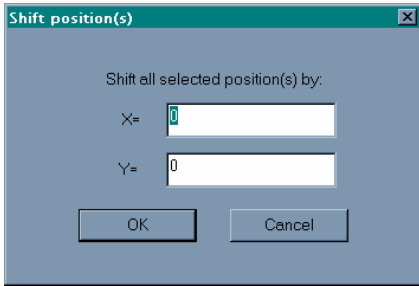 Shift position(s)
Shift all selected position(s) by:
X= 0
Y= 0
OK Cancel